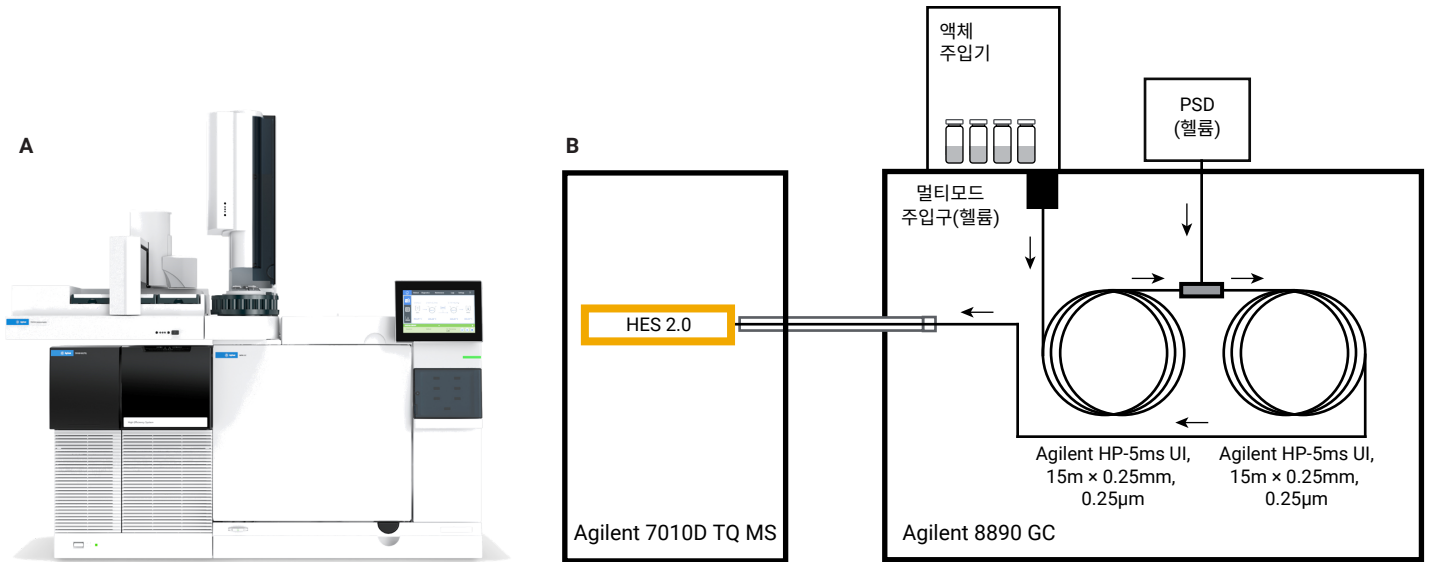 A
B
액체
주입기
PSD
(헬륨)
멀티모드
주입구(헬륨)
HES 2.0
Agilent HP-5ms UI,
15m × 0.25mm,
0.25µm
Agilent HP-5ms UI,
15m × 0.25mm,
0.25µm
Agilent 7010D TQ MS
Agilent 8890 GC